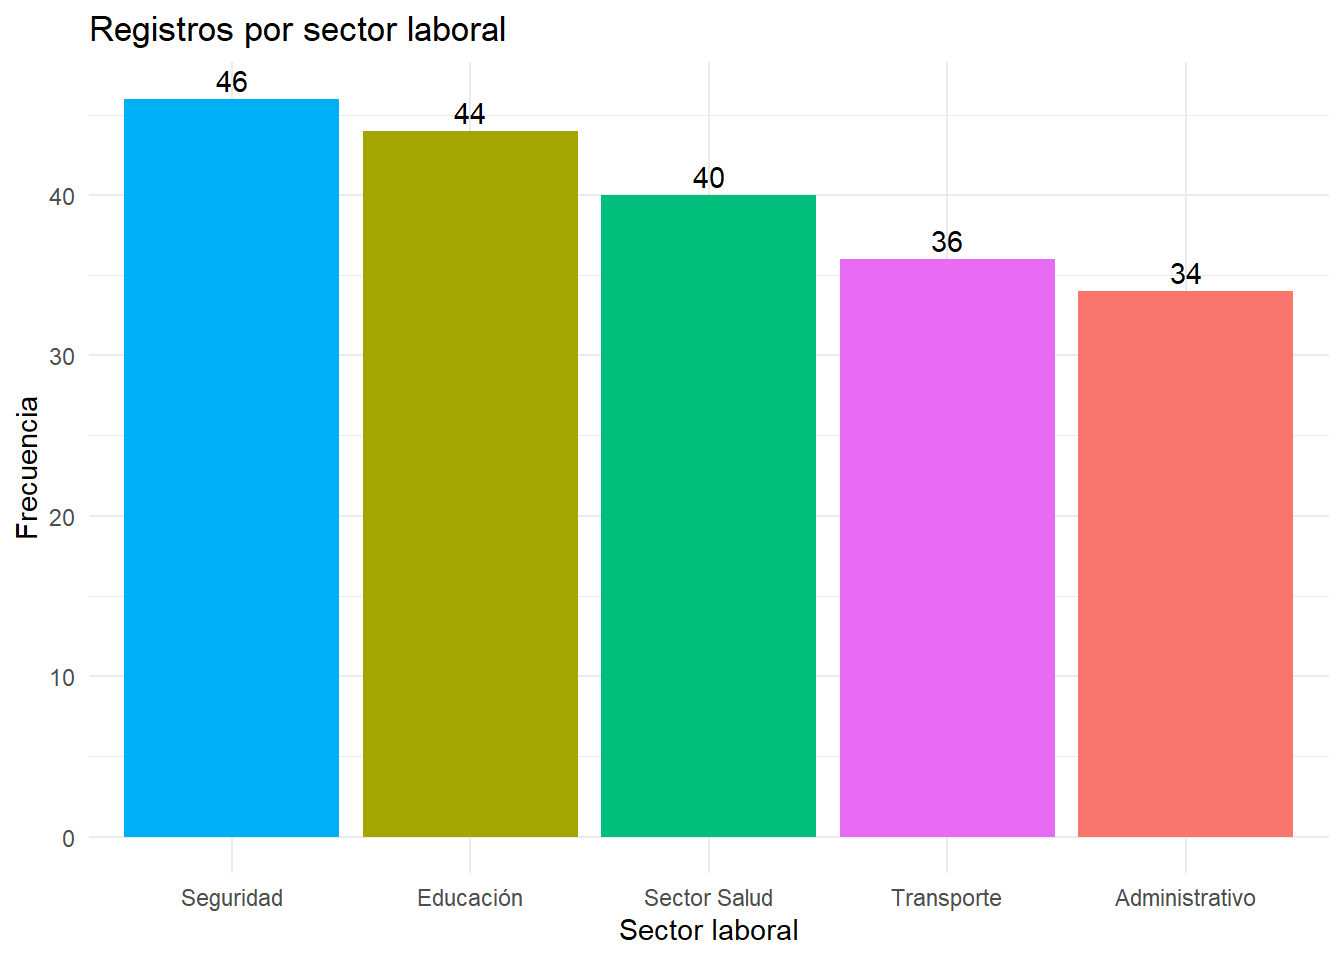 Registros por sector laboral
46
44
40
36
34
40
30
20
10
0
Frecuencia
Seguridad
Educación
Sector Salud
Transporte
Administrativo
Sector laboral